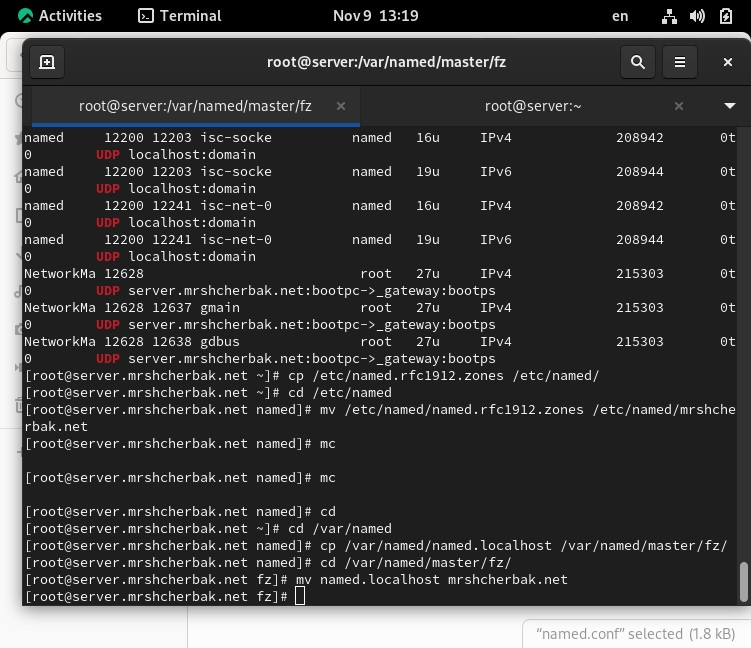 Activities Terminal Nov 9 13:19 en
root@server:/var/named/master/fz
root@server:/var/named/master/fz × root@server:~ ×
named 12200 12203 isc-socke named 16u IPv4 208942 0t
0 UDP localhost:domain
named 12200 12203 isc-socke named 19u IPv6 208944 0t
0 UDP localhost:domain
named 12200 12241 isc-net-0 named 16u IPv4 208942 0t
0 UDP localhost:domain
named 12200 12241 isc-net-0 named 19u IPv6 208944 0t
0 UDP localhost:domain
NetworkMa 12628 root 27u IPv4 215303 0t
0 UDP server.mrshcherbak.net:bootpc->_gateway:bootps
NetworkMa 12628 12637 gmain root 27u IPv4 215303 0t
0 UDP server.mrshcherbak.net:bootpc->_gateway:bootps
NetworkMa 12628 12638 gdbus root 27u IPv4 215303 0t
0 UDP server.mrshcherbak.net:bootpc->_gateway:bootps
[root@server.mrshcherbak.net ~]# cp /etc/named.rfc1912.zones /etc/named/
[root@server.mrshcherbak.net ~]# cd /etc/named
[root@server.mrshcherbak.net named]# mv /etc/named/named.rfc1912.zones /etc/named/mrshche
rbak.net
[root@server.mrshcherbak.net named]# mc
[root@server.mrshcherbak.net named]# mc
[root@server.mrshcherbak.net named]# cd
[root@server.mrshcherbak.net ~]# cd /var/named
[root@server.mrshcherbak.net named]# cp /var/named/named.localhost /var/named/master/fz/
[root@server.mrshcherbak.net named]# cd /var/named/master/fz/
[root@server.mrshcherbak.net fz]# mv named.localhost mrshcherbak.net
[root@server.mrshcherbak.net fz]#
“named.conf” selected (1.8 kB)